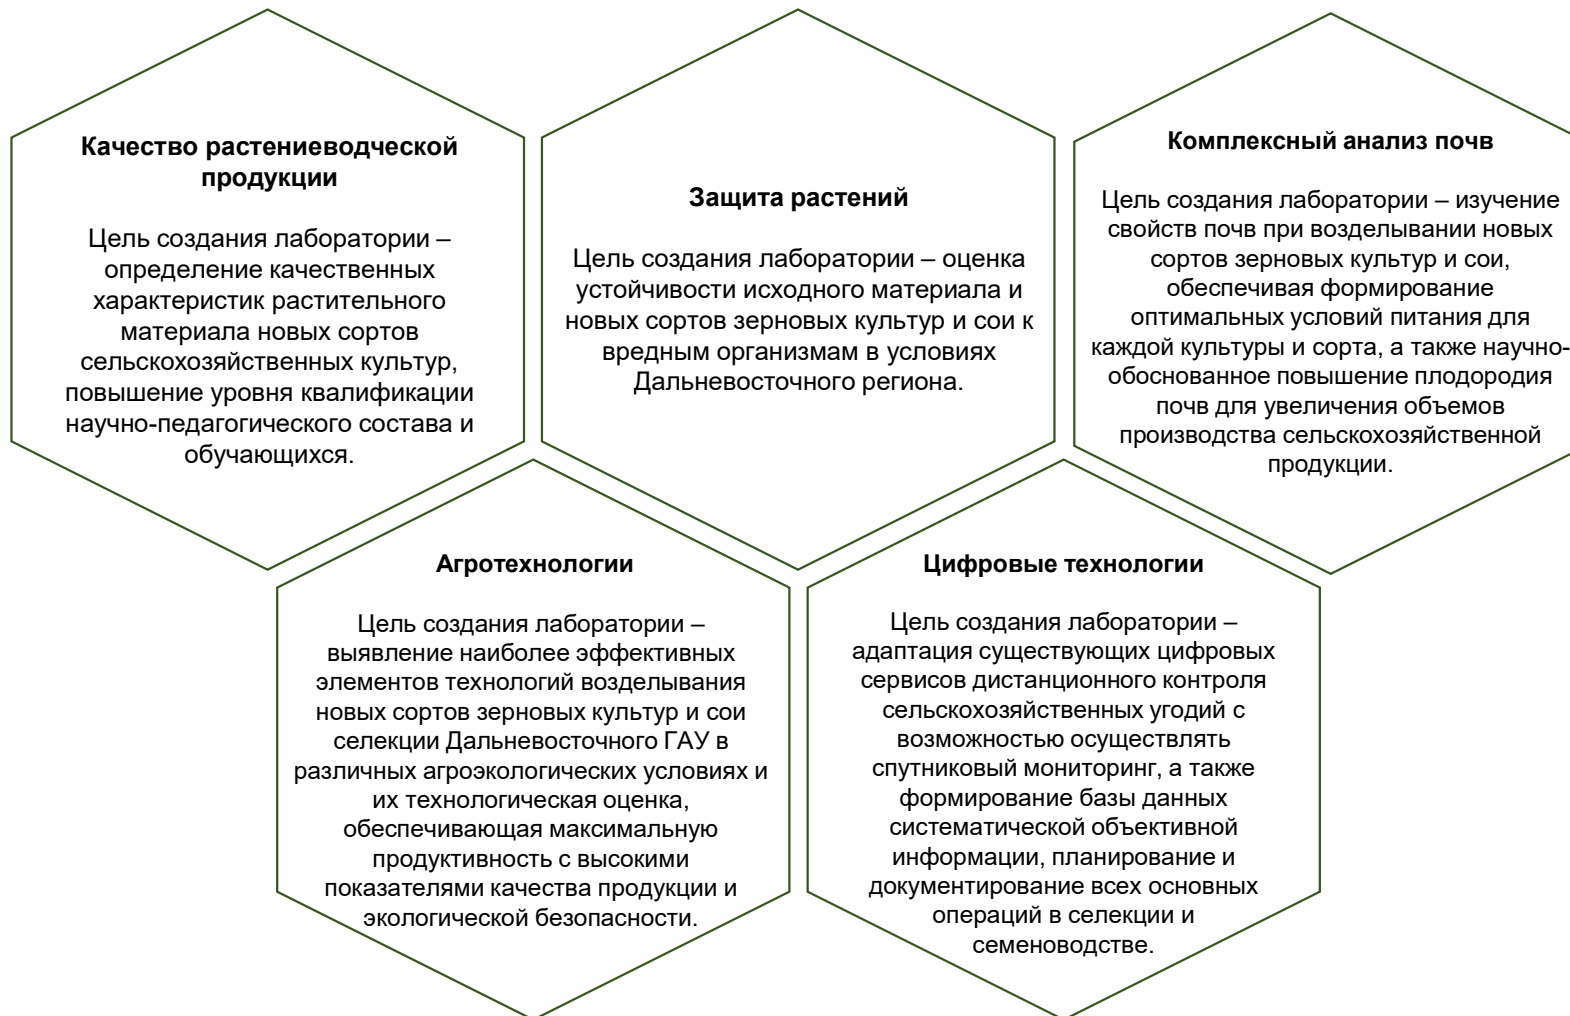 Качество растениеводческой
продукции
Цель создания лаборатории –
определение качественных
характеристик растительного
материала новых сортов
сельскохозяйственных культур,
повышение уровня квалификации
научно-педагогического состава и
обучающихся.
Защита растений
Цель создания лаборатории – оценка
устойчивости исходного материала и
новых сортов зерновых культур и сои к
вредным организмам в условиях
Дальневосточного региона.
Комплексный анализ почв
Цель создания лаборатории – изучение
свойств почв при возделывании новых
сортов зерновых культур и сои,
обеспечивая формирование
оптимальных условий питания для
каждой культуры и сорта, а также научно-
обоснованное повышение плодородия
почв для увеличения объемов
производства сельскохозяйственной
продукции.
Агротехнологии
Цель создания лаборатории –
выявление наиболее эффективных
элементов технологий возделывания
новых сортов зерновых культур и сои
селекции Дальневосточного ГАУ в
различных агроэкологических условиях и
их технологическая оценка,
обеспечивающая максимальную
продуктивность с высокими
показателями качества продукции и
экологической безопасности.
Цифровые технологии
Цель создания лаборатории –
адаптация существующих цифровых
сервисов дистанционного контроля
сельскохозяйственных угодий с
возможностью осуществлять
спутниковый мониторинг, а также
формирование базы данных
систематической объективной
информации, планирование и
документирование всех основных
операций в селекции и
семеноводстве.